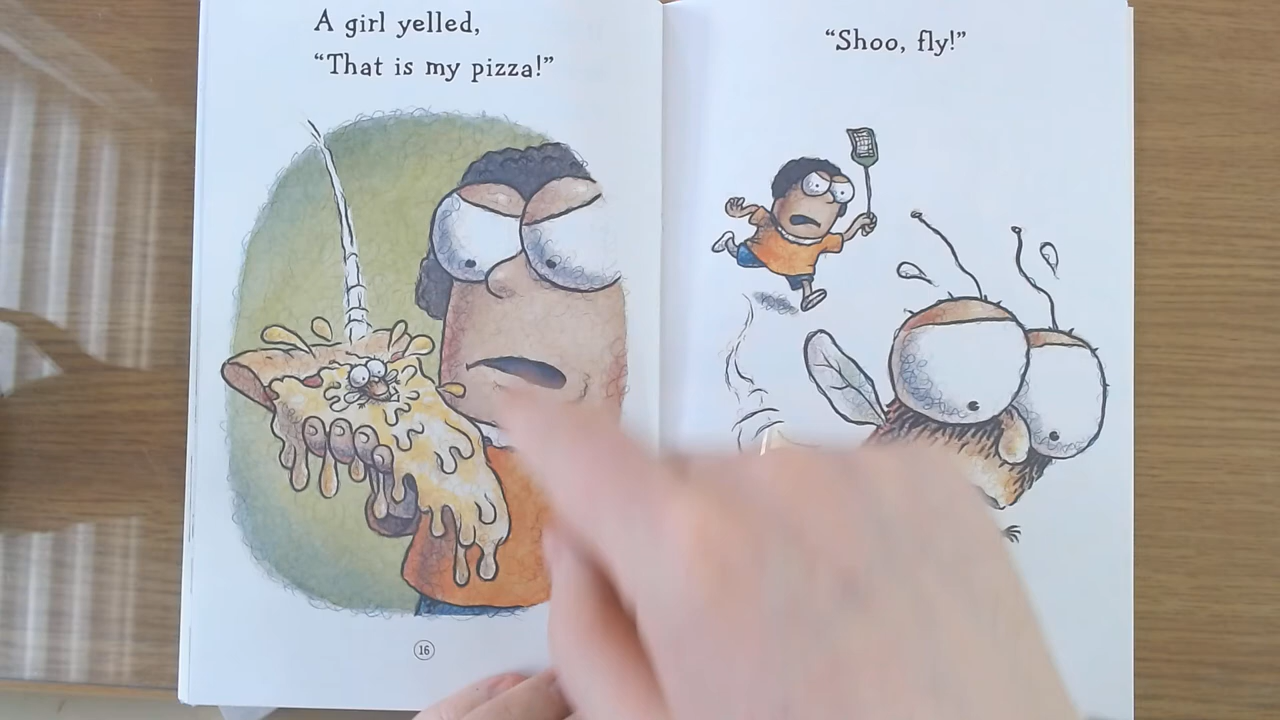 A girl yelled,
“That is my pizza!”
16
“Shoo, fly!”